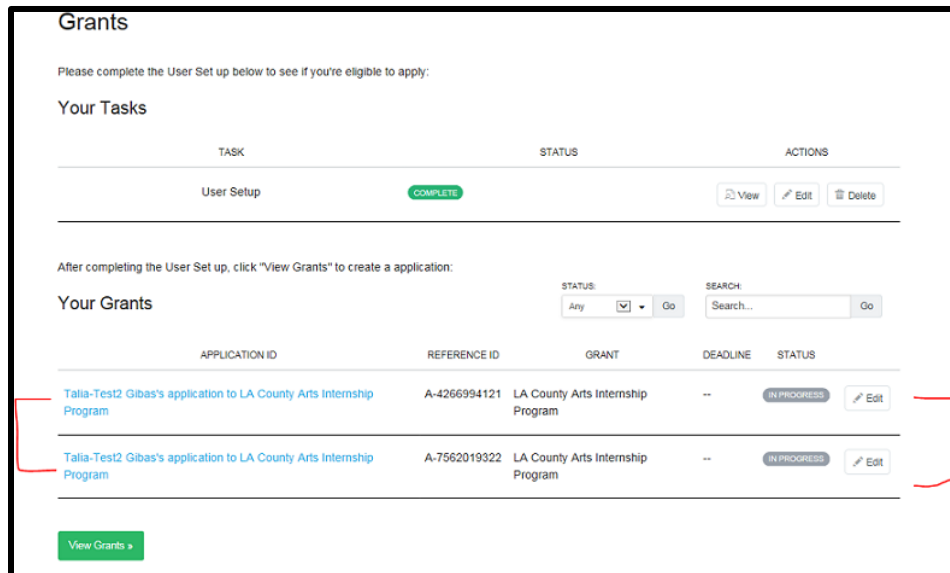 Grants
Please complete the User Set up below to see if you're eligible to apply:
Your Tasks
TASK STATUS ACTIONS
User Setup COMPLETE View Edit Delete
After completing the User Set up, click "View Grants" to create a application:
STATUS: SEARCH:
Your Grants Any Go Search... Go
APPLICATION ID REFERENCE ID GRANT DEADLINE STATUS
Talia-Test2 Gibas's application to LA County Arts Internship A-4266994121 LA County Arts Internship -- IN PROGRESS Edit
Program Program
Talia-Test2 Gibas's application to LA County Arts Internship A-7562019322 LA County Arts Internship -- IN PROGRESS Edit
Program Program
View Grants »